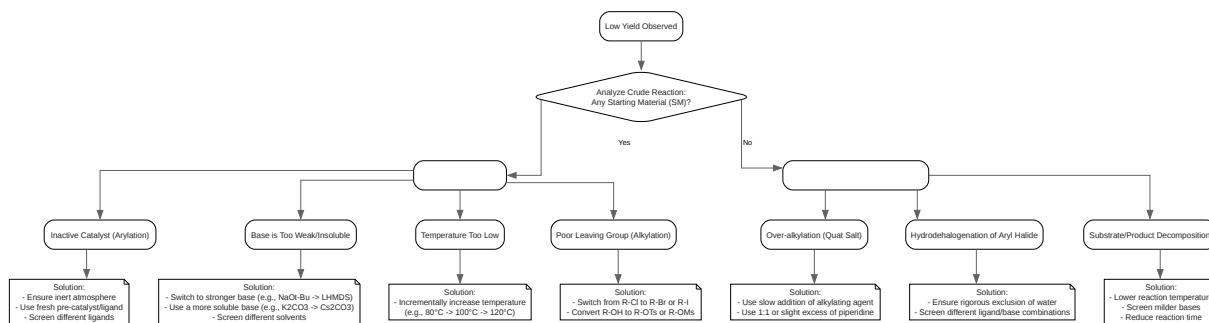 Low Yield Observed
Analyze Crude Reaction:
Any Starting Material (SM)?
Yes
No
Inactive Catalyst (Arylation)
Base is Too Weak/Insoluble
Temperature Too Low
Poor Leaving Group (Alkylation)
Over-alkylation (Quat Salt)
Hydrodehalogenation of Aryl Halide
Substrate/Product Decomposition
Solution:
- Ensure inert atmosphere
- Use fresh pre-catalyst/ligand
- Screen different ligands
Solution:
- Switch to stronger base (e.g., NaOt-Bu -> LHMDS)
- Use a more soluble base (e.g., K2CO3 -> Cs2CO3)
- Screen different solvents
Solution:
- Incrementally increase temperature
(e.g., 80°C -> 100°C -> 120°C)
Solution:
- Switch from R-Cl to R-Br or R-I
- Convert R-OH to R-OTs or R-OMs
Solution:
- Use slow addition of alkylating agent
- Use 1:1 or slight excess of piperidine
Solution:
- Ensure rigorous exclusion of water
- Screen different ligand/base combinations
Solution:
- Lower reaction temperature
- Screen milder bases
- Reduce reaction time